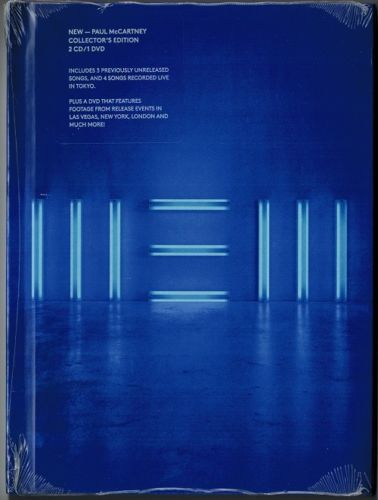 NEW — PAUL McCARTNEY
COLLECTOR'S EDITION
2 CD/1 DVD
INCLUDES 3 PREVIOUSLY UNRELEASED
SONGS, AND 4 SONGS RECORDED LIVE
IN TOKYO.
PLUS A DVD THAT FEATURES
FOOTAGE FROM RELEASE EVENTS IN
LAS VEGAS, NEW YORK, LONDON AND
MUCH MORE!